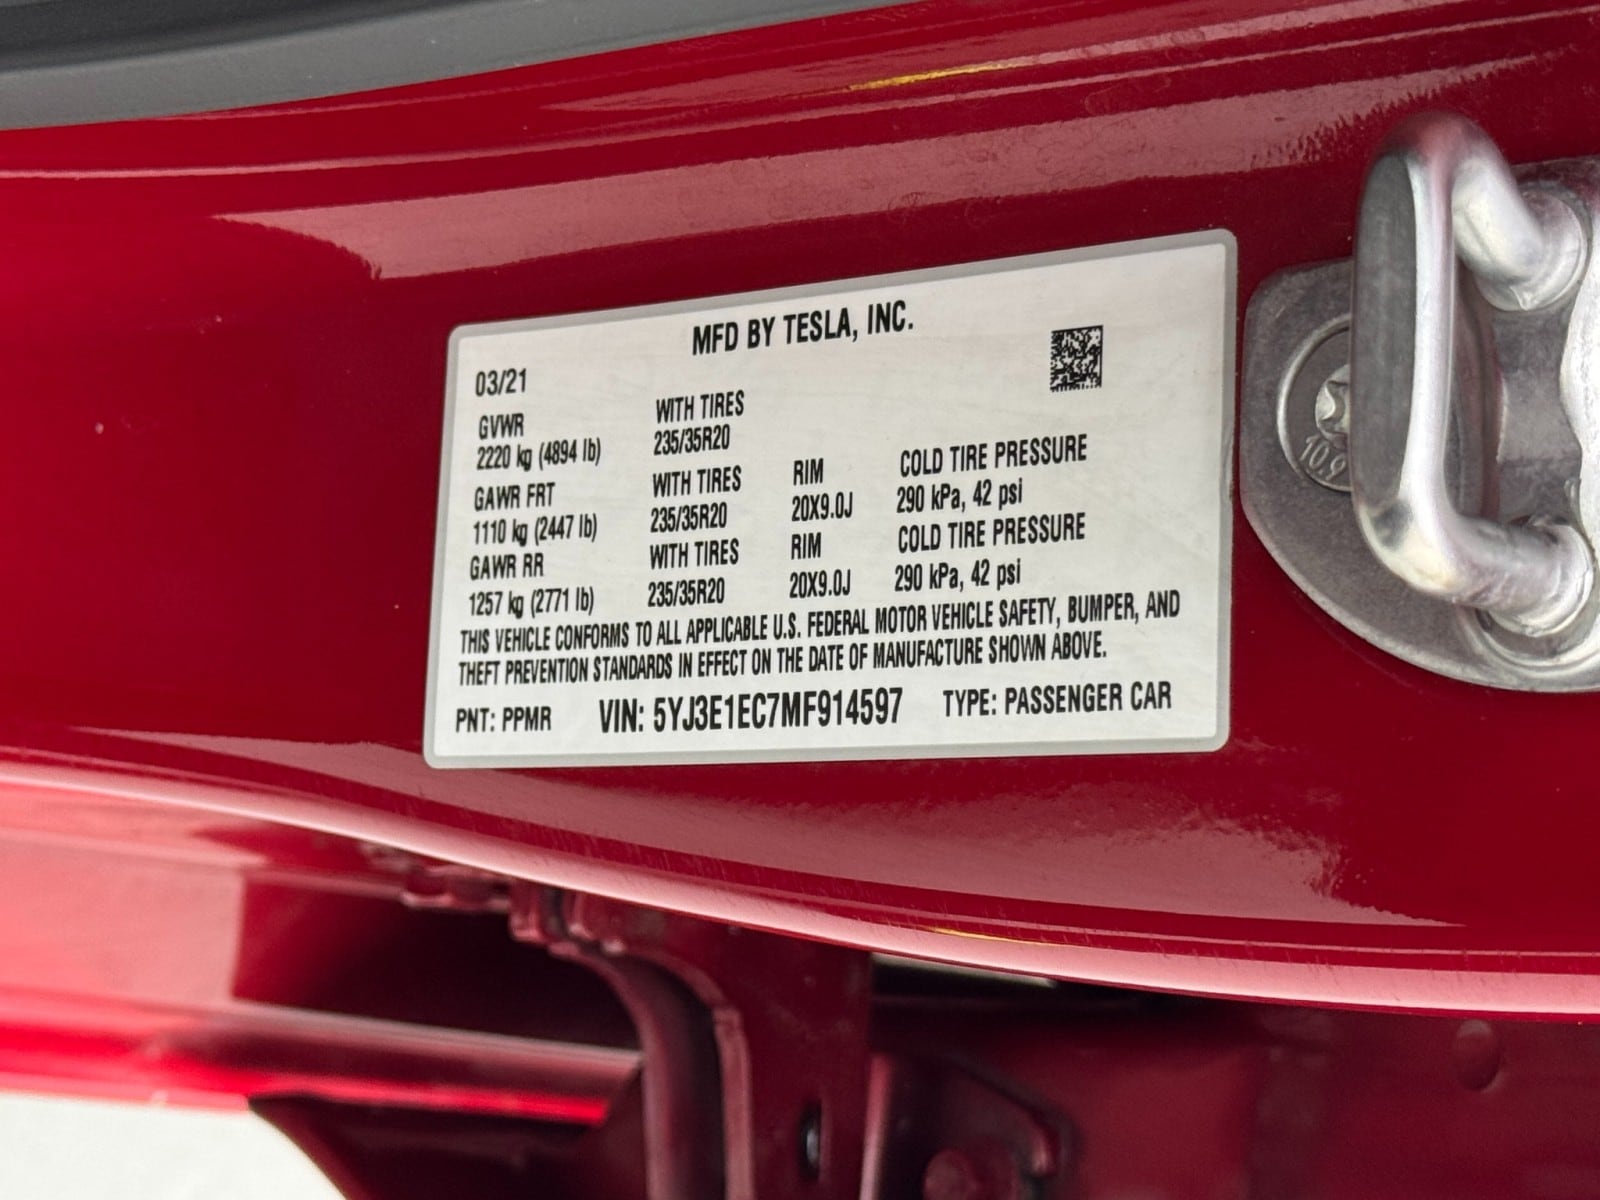 MFD BY TESLA, INC.
03/21
GVWR WITH TIRES
2220 kg (4894 lb) 235/35R20
GAWR FRT WITH TIRES RIM COLD TIRE PRESSURE
1110 kg (2447 lb) 235/35R20 20X9.0J 290 kPa, 42 psi
GAWR RR WITH TIRES RIM COLD TIRE PRESSURE
1257 kg (2771 lb) 235/35R20 20X9.0J 290 kPa, 42 psi
THIS VEHICLE CONFORMS TO ALL APPLICABLE U.S. FEDERAL MOTOR VEHICLE SAFETY, BUMPER, AND
THEFT PREVENTION STANDARDS IN EFFECT ON THE DATE OF MANUFACTURE SHOWN ABOVE.
PNT: PPMR VIN: 5YJ3E1EC7MF914597 TYPE: PASSENGER CAR
10.9